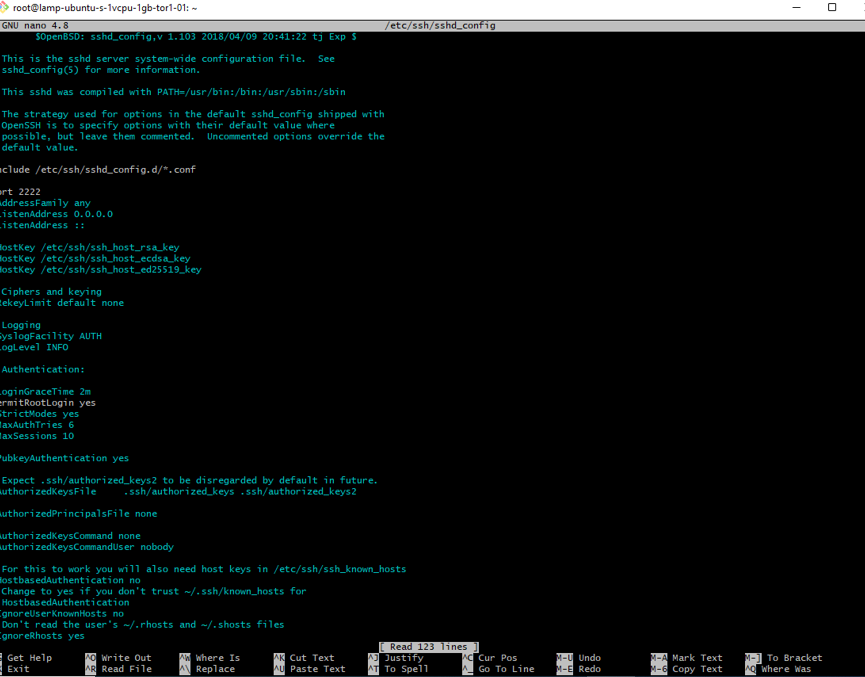 root@lamp-ubuntu-s-1vcpu-1gb-tor1-01: ~
GNU nano 4.8 /etc/ssh/sshd_config
$OpenBSD: sshd_config,v 1.103 2018/04/09 20:41:22 tj Exp $
This is the sshd server system-wide configuration file. See
sshd_config(5) for more information.
This sshd was compiled with PATH=/usr/bin:/bin:/usr/sbin:/sbin
The strategy used for options in the default sshd_config shipped with
OpenSSH is to specify options with their default value where
possible, but leave them commented. Uncommented options override the
default value.
nclude /etc/ssh/sshd_config.d/*.conf
ort 2222
AddressFamily any
ListenAddress 0.0.0.0
ListenAddress ::
HostKey /etc/ssh/ssh_host_rsa_key
HostKey /etc/ssh/ssh_host_ecdsa_key
HostKey /etc/ssh/ssh_host_ed25519_key
Ciphers and keying
RekeyLimit default none
Logging
SyslogFacility AUTH
LogLevel INFO
Authentication:
LoginGraceTime 2m
ermitRootLogin yes
StrictModes yes
MaxAuthTries 6
MaxSessions 10
PubkeyAuthentication yes
Expect .ssh/authorized_keys2 to be disregarded by default in future.
AuthorizedKeysFile .ssh/authorized_keys .ssh/authorized_keys2
AuthorizedPrincipalsFile none
AuthorizedKeysCommand none
AuthorizedKeysCommandUser nobody
For this to work you will also need host keys in /etc/ssh/ssh_known_hosts
HostbasedAuthentication no
Change to yes if you don't trust ~/.ssh/known_hosts for
HostbasedAuthentication
IgnoreUserKnownHosts no
Don't read the user's ~/.rhosts and ~/.shosts files
IgnoreRhosts yes
[ Read 123 lines ]
Get Help ^O Write Out ^W Where Is ^K Cut Text ^J Justify ^C Cur Pos M-U Undo M-A Mark Text M-] To Bracket
Exit ^R Read File ^\ Replace ^U Paste Text ^T To Spell ^_ Go To Line M-E Redo M-6 Copy Text ^Q Where Was